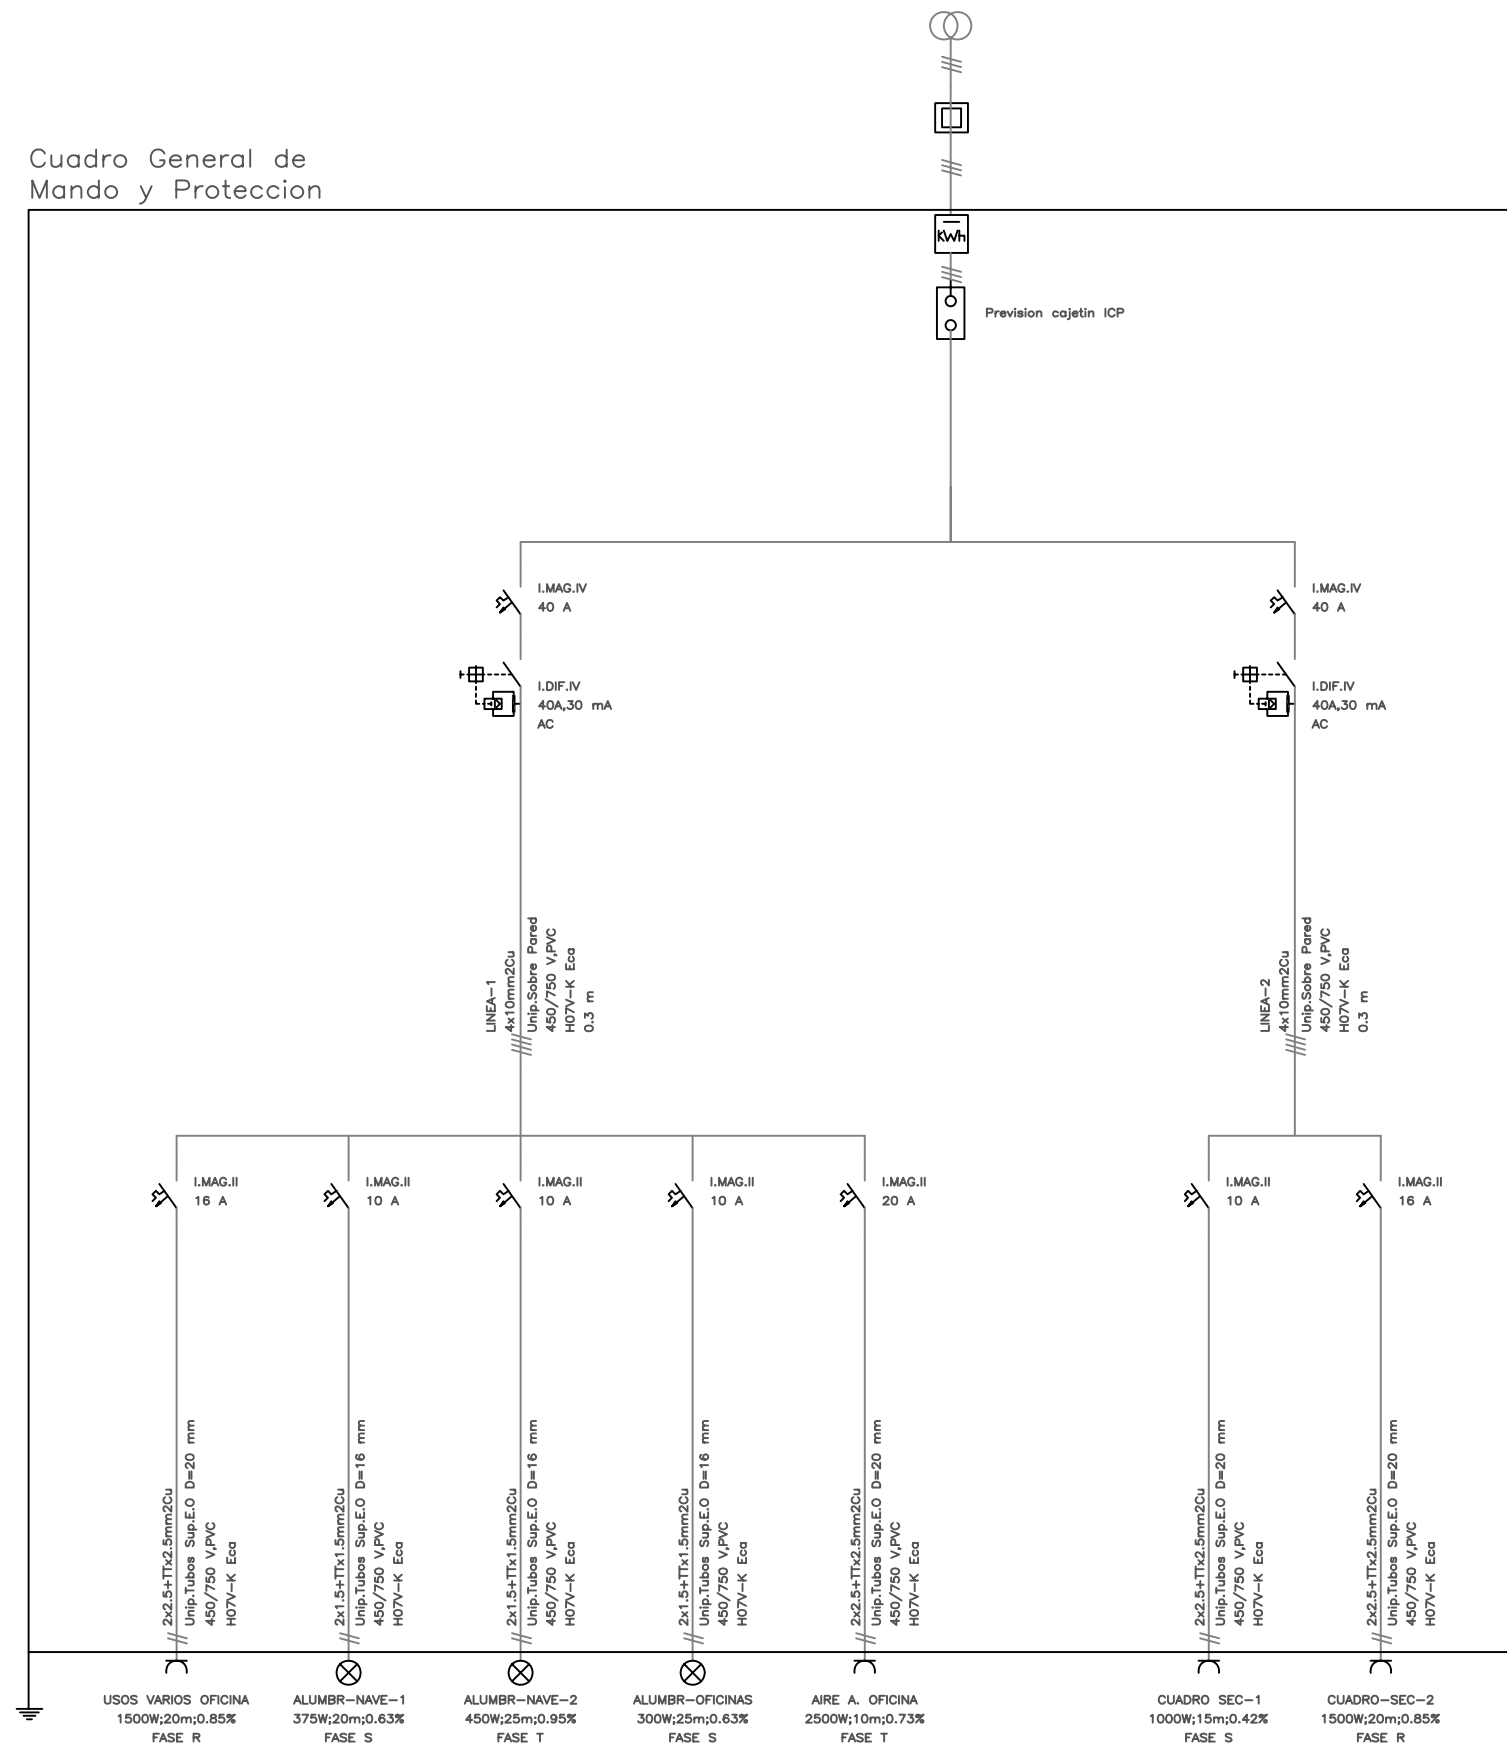 Cuadro General de
Mando y Proteccion
KWh
Prevision cajetin ICP
I.MAG.IV
40 A
I.DIF.IV
40A,30 mA
AC
I.MAG.IV
40 A
I.DIF.IV
40A,30 mA
AC
LINEA-1
4x10mm2Cu
Unip.Sobre Pared
450/750 V,PVC
H07V-K Eca
0.3 m
LINEA-2
4x10mm2Cu
Unip.Sobre Pared
450/750 V,PVC
H07V-K Eca
0.3 m
I.MAG.II
16 A
I.MAG.II
10 A
I.MAG.II
10 A
I.MAG.II
10 A
I.MAG.II
20 A
I.MAG.II
10 A
I.MAG.II
16 A
2x2.5+TTx2.5mm2Cu
Unip.Tubos Sup.E.O D=20 mm
450/750 V,PVC
H07V-K Eca
2x1.5+TTx1.5mm2Cu
Unip.Tubos Sup.E.O D=16 mm
450/750 V,PVC
H07V-K Eca
2x1.5+TTx1.5mm2Cu
Unip.Tubos Sup.E.O D=16 mm
450/750 V,PVC
H07V-K Eca
2x1.5+TTx1.5mm2Cu
Unip.Tubos Sup.E.O D=16 mm
450/750 V,PVC
H07V-K Eca
2x2.5+TTx2.5mm2Cu
Unip.Tubos Sup.E.O D=20 mm
450/750 V,PVC
H07V-K Eca
2x2.5+TTx2.5mm2Cu
Unip.Tubos Sup.E.O D=20 mm
450/750 V,PVC
H07V-K Eca
2x2.5+TTx2.5mm2Cu
Unip.Tubos Sup.E.O D=20 mm
450/750 V,PVC
H07V-K Eca
USOS VARIOS OFICINA
1500W;20m;0.85%
FASE R
ALUMBR-NAVE-1
375W;20m;0.63%
FASE S
ALUMBR-NAVE-2
450W;25m;0.95%
FASE T
ALUMBR-OFICINAS
300W;25m;0.63%
FASE S
AIRE A. OFICINA
2500W;10m;0.73%
FASE T
CUADRO SEC-1
1000W;15m;0.42%
FASE S
CUADRO-SEC-2
1500W;20m;0.85%
FASE R